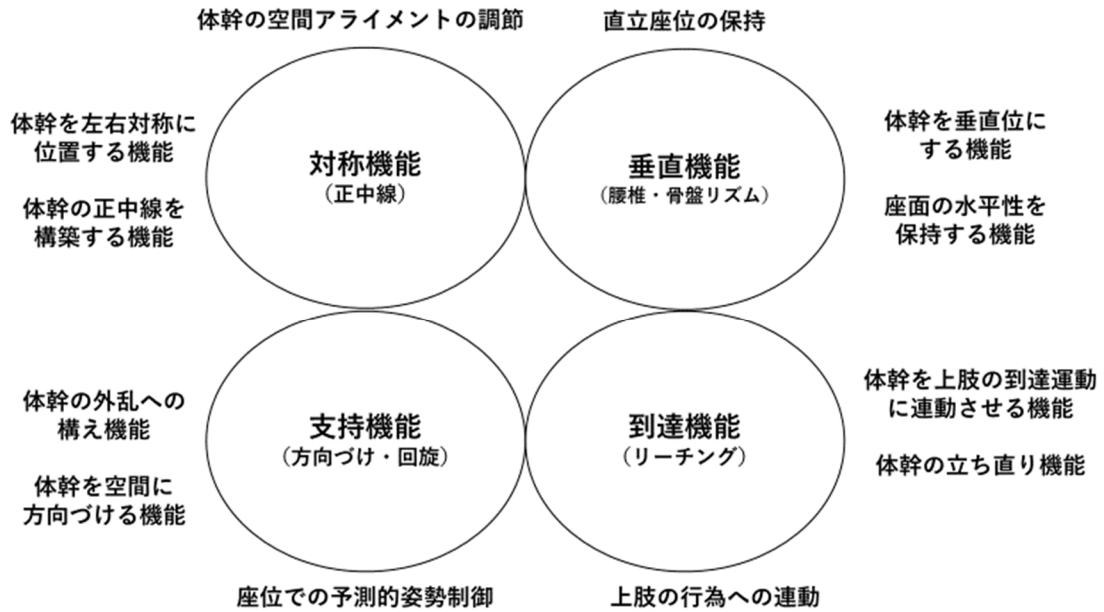 体幹の空間アライメントの調節
直立座位の保持
体幹を左右対称に
位置する機能
体幹の正中線を
構築する機能
対称機能
（正中線）
垂直機能
（腰椎・骨盤リズム）
体幹を垂直位に
する機能
座面の水平性を
保持する機能
体幹の外乱への
構え機能
体幹を空間に
方向づける機能
支持機能
（方向づけ・回旋）
到達機能
（リーチング）
体幹を上肢の到達運動
に連動させる機能
体幹の立ち直り機能
座位での予測的姿勢制御
上肢の行為への連動